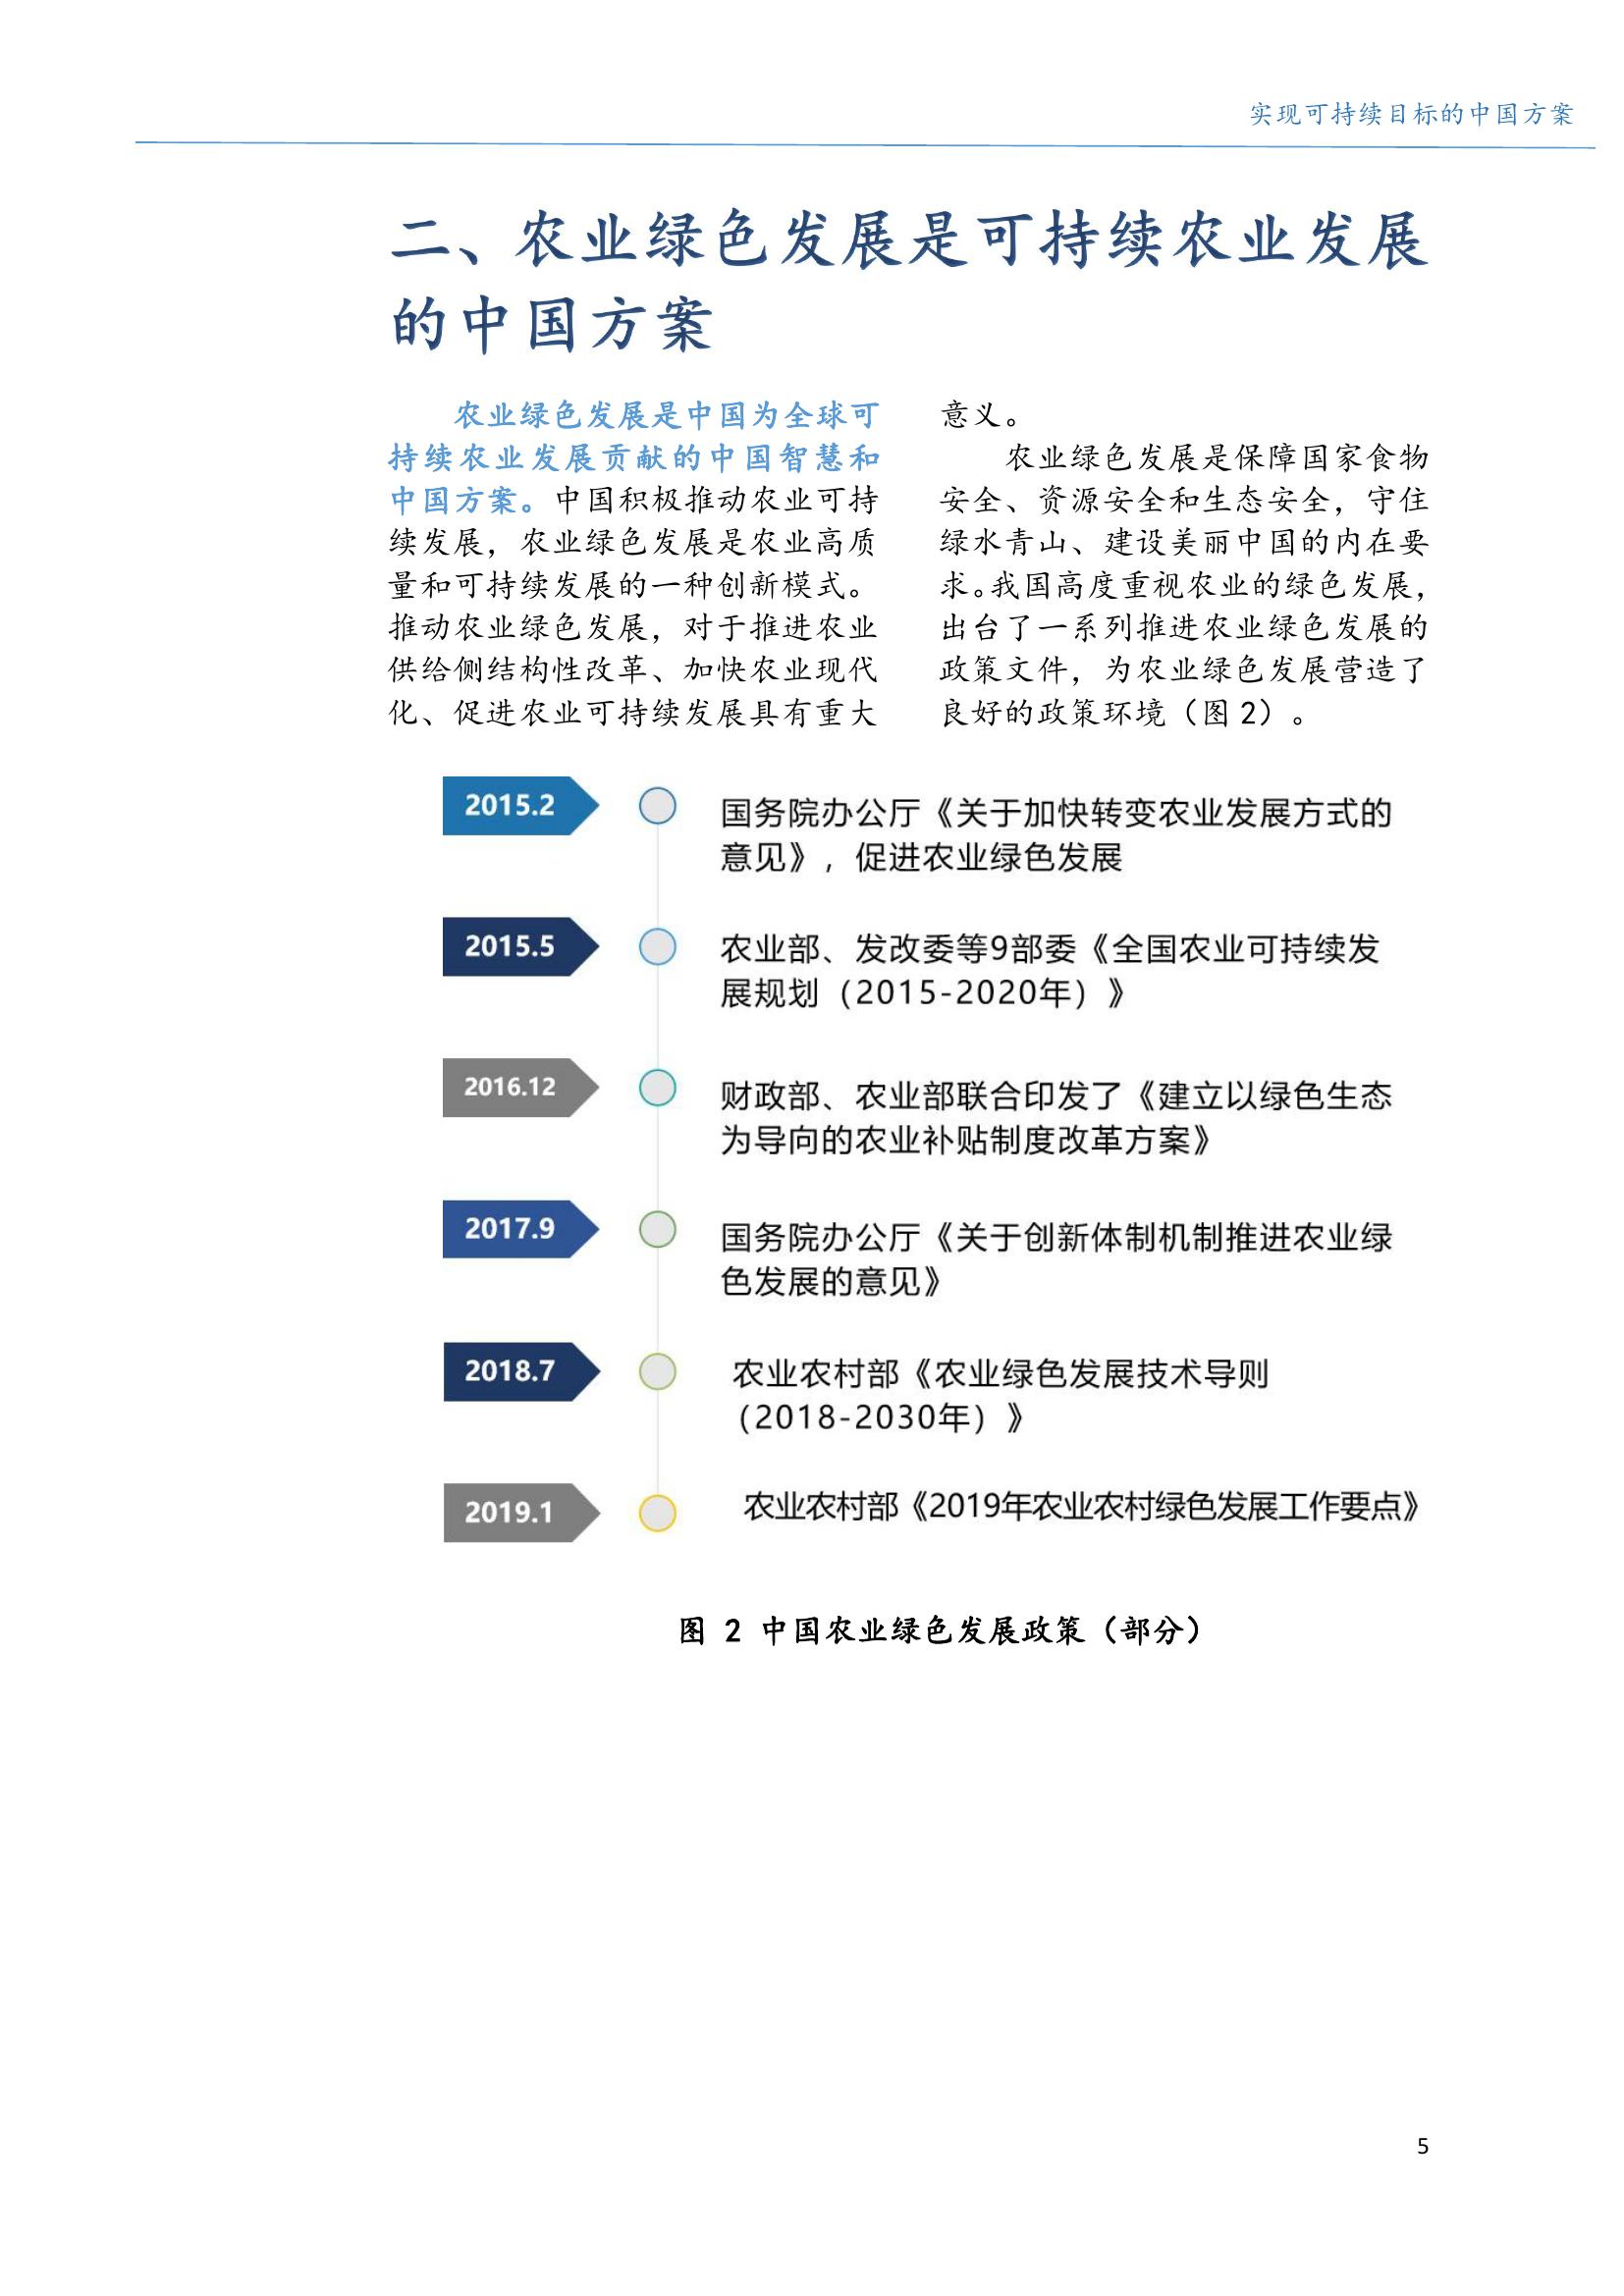 实现可持续目标的中国方案
二、农业绿色发展是可持续农业发展
的中国方案
农业绿色发展是中国为全球可
持续农业发展贡献的中国智慧和
中国方案。中国积极推动农业可持
续发展，农业绿色发展是农业高质
量和可持续发展的一种创新模式。
推动农业绿色发展，对于推进农业
供给侧结构性改革、加快农业现代
化、促进农业可持续发展具有重大
意义。
农业绿色发展是保障国家食物
安全、资源安全和生态安全，守住
绿水青山、建设美丽中国的内在要
求。我国高度重视农业的绿色发展，
出台了一系列推进农业绿色发展的
政策文件，为农业绿色发展营造了
良好的政策环境（图 2）。
2015.2
国务院办公厅《关于加快转变农业发展方式的
意见》，促进农业绿色发展
2015.5
农业部、发改委等9部委《全国农业可持续发
展规划（2015-2020年）》
2016.12
财政部、农业部联合印发了《建立以绿色生态
为导向的农业补贴制度改革方案》
2017.9
国务院办公厅《关于创新体制机制推进农业绿
色发展的意见》
2018.7
农业农村部《农业绿色发展技术导则
（2018-2030年）》
2019.1
农业农村部《2019年农业农村绿色发展工作要点》
图 2 中国农业绿色发展政策（部分）
5